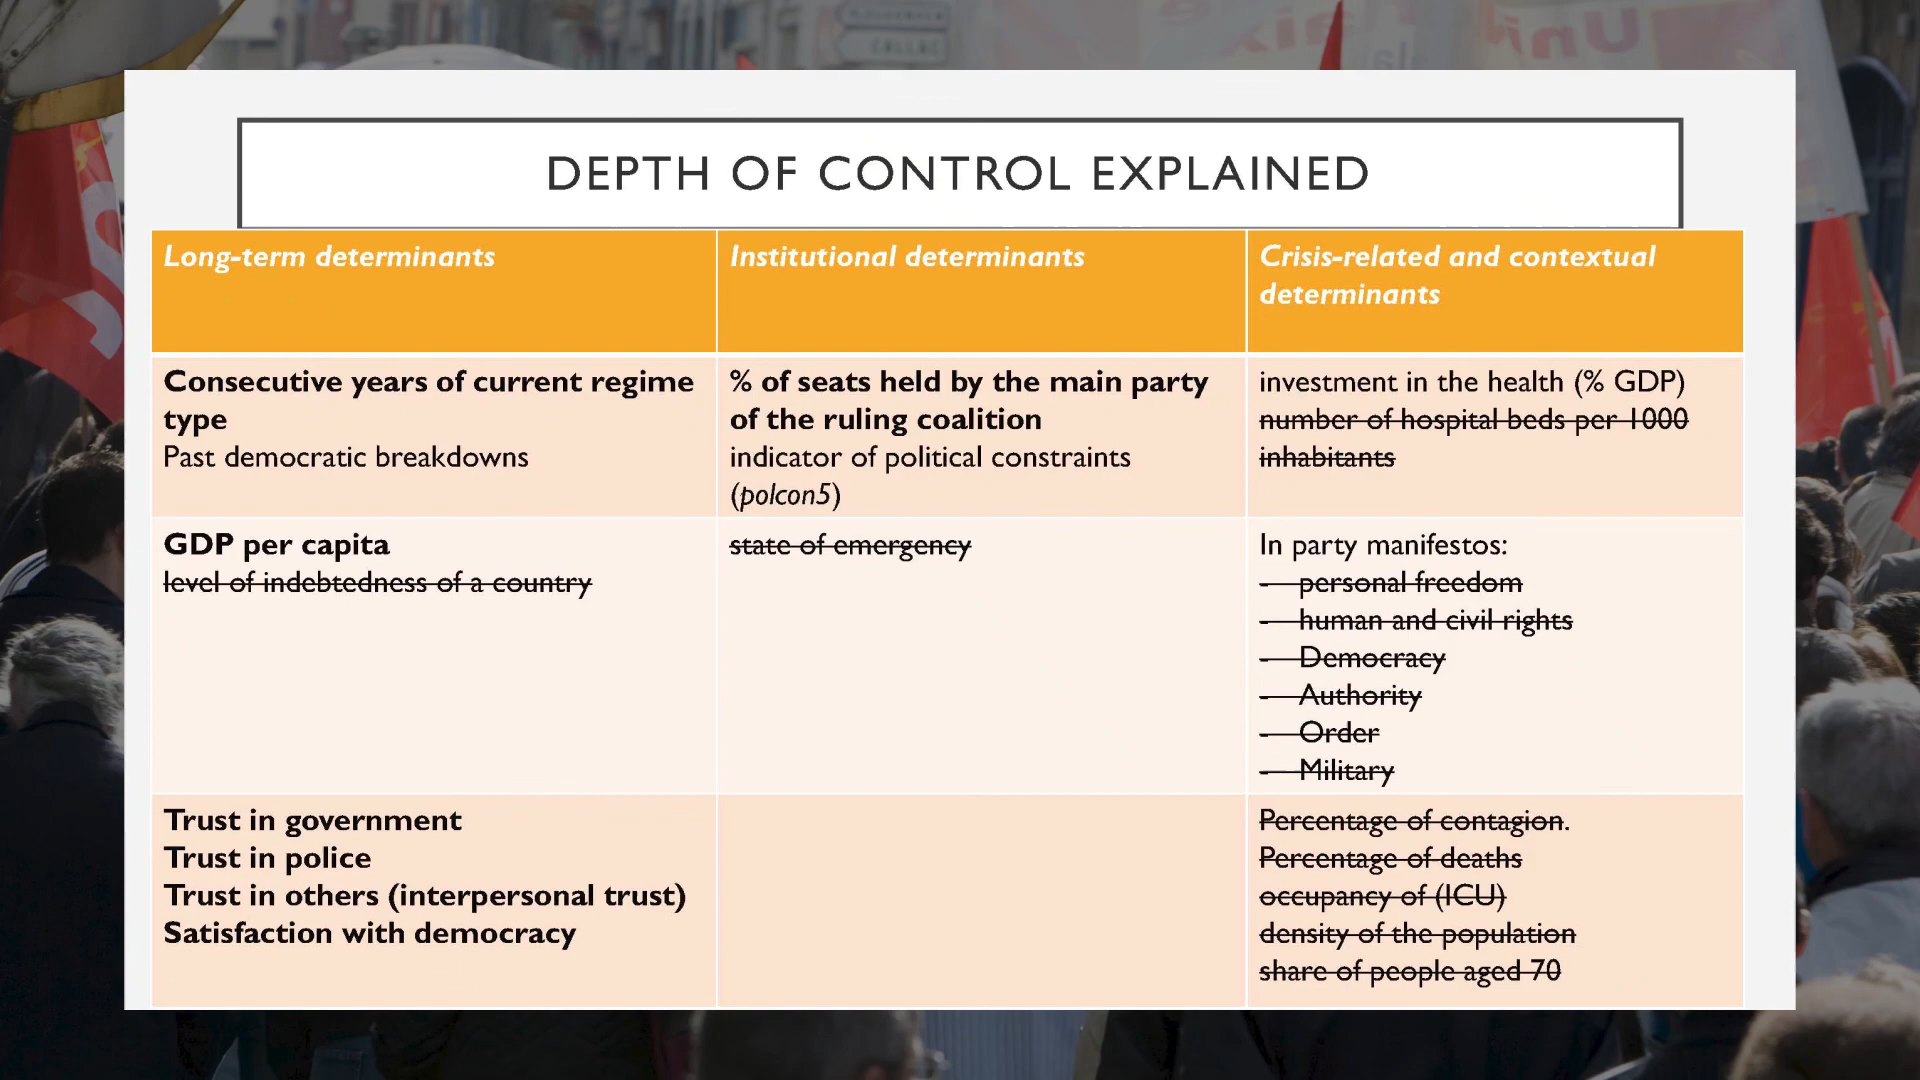 DEPTH OF CONTROL EXPLAINED
Long-term determinants
Institutional determinants
Crisis-related and contextual
determinants
Consecutive years of current regime
type
Past democratic breakdowns
% of seats held by the main party
of the ruling coalition
indicator of political constraints
(polcon5)
investment in the health (% GDP)
number of hospital beds per 1000
inhabitants
GDP per capita
level of indebtedness of a country
state of emergency
In party manifestos:
- personal freedom
- human and civil rights
- Democracy
- Authority
- Order
- Military
Trust in government
Trust in police
Trust in others (interpersonal trust)
Satisfaction with democracy
Percentage of contagion.
Percentage of deaths
occupancy of (ICU)
density of the population
share of people aged 70